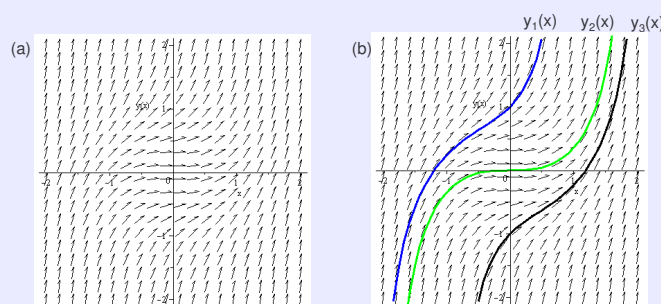 y₁(x) y₂(x) y₃(x)
(a) (b)
2 2
y(x) y(x)
1 1
-2 -1 0 1 2 -2 -1 0 1 2
x x
-1 -1
-2 -2